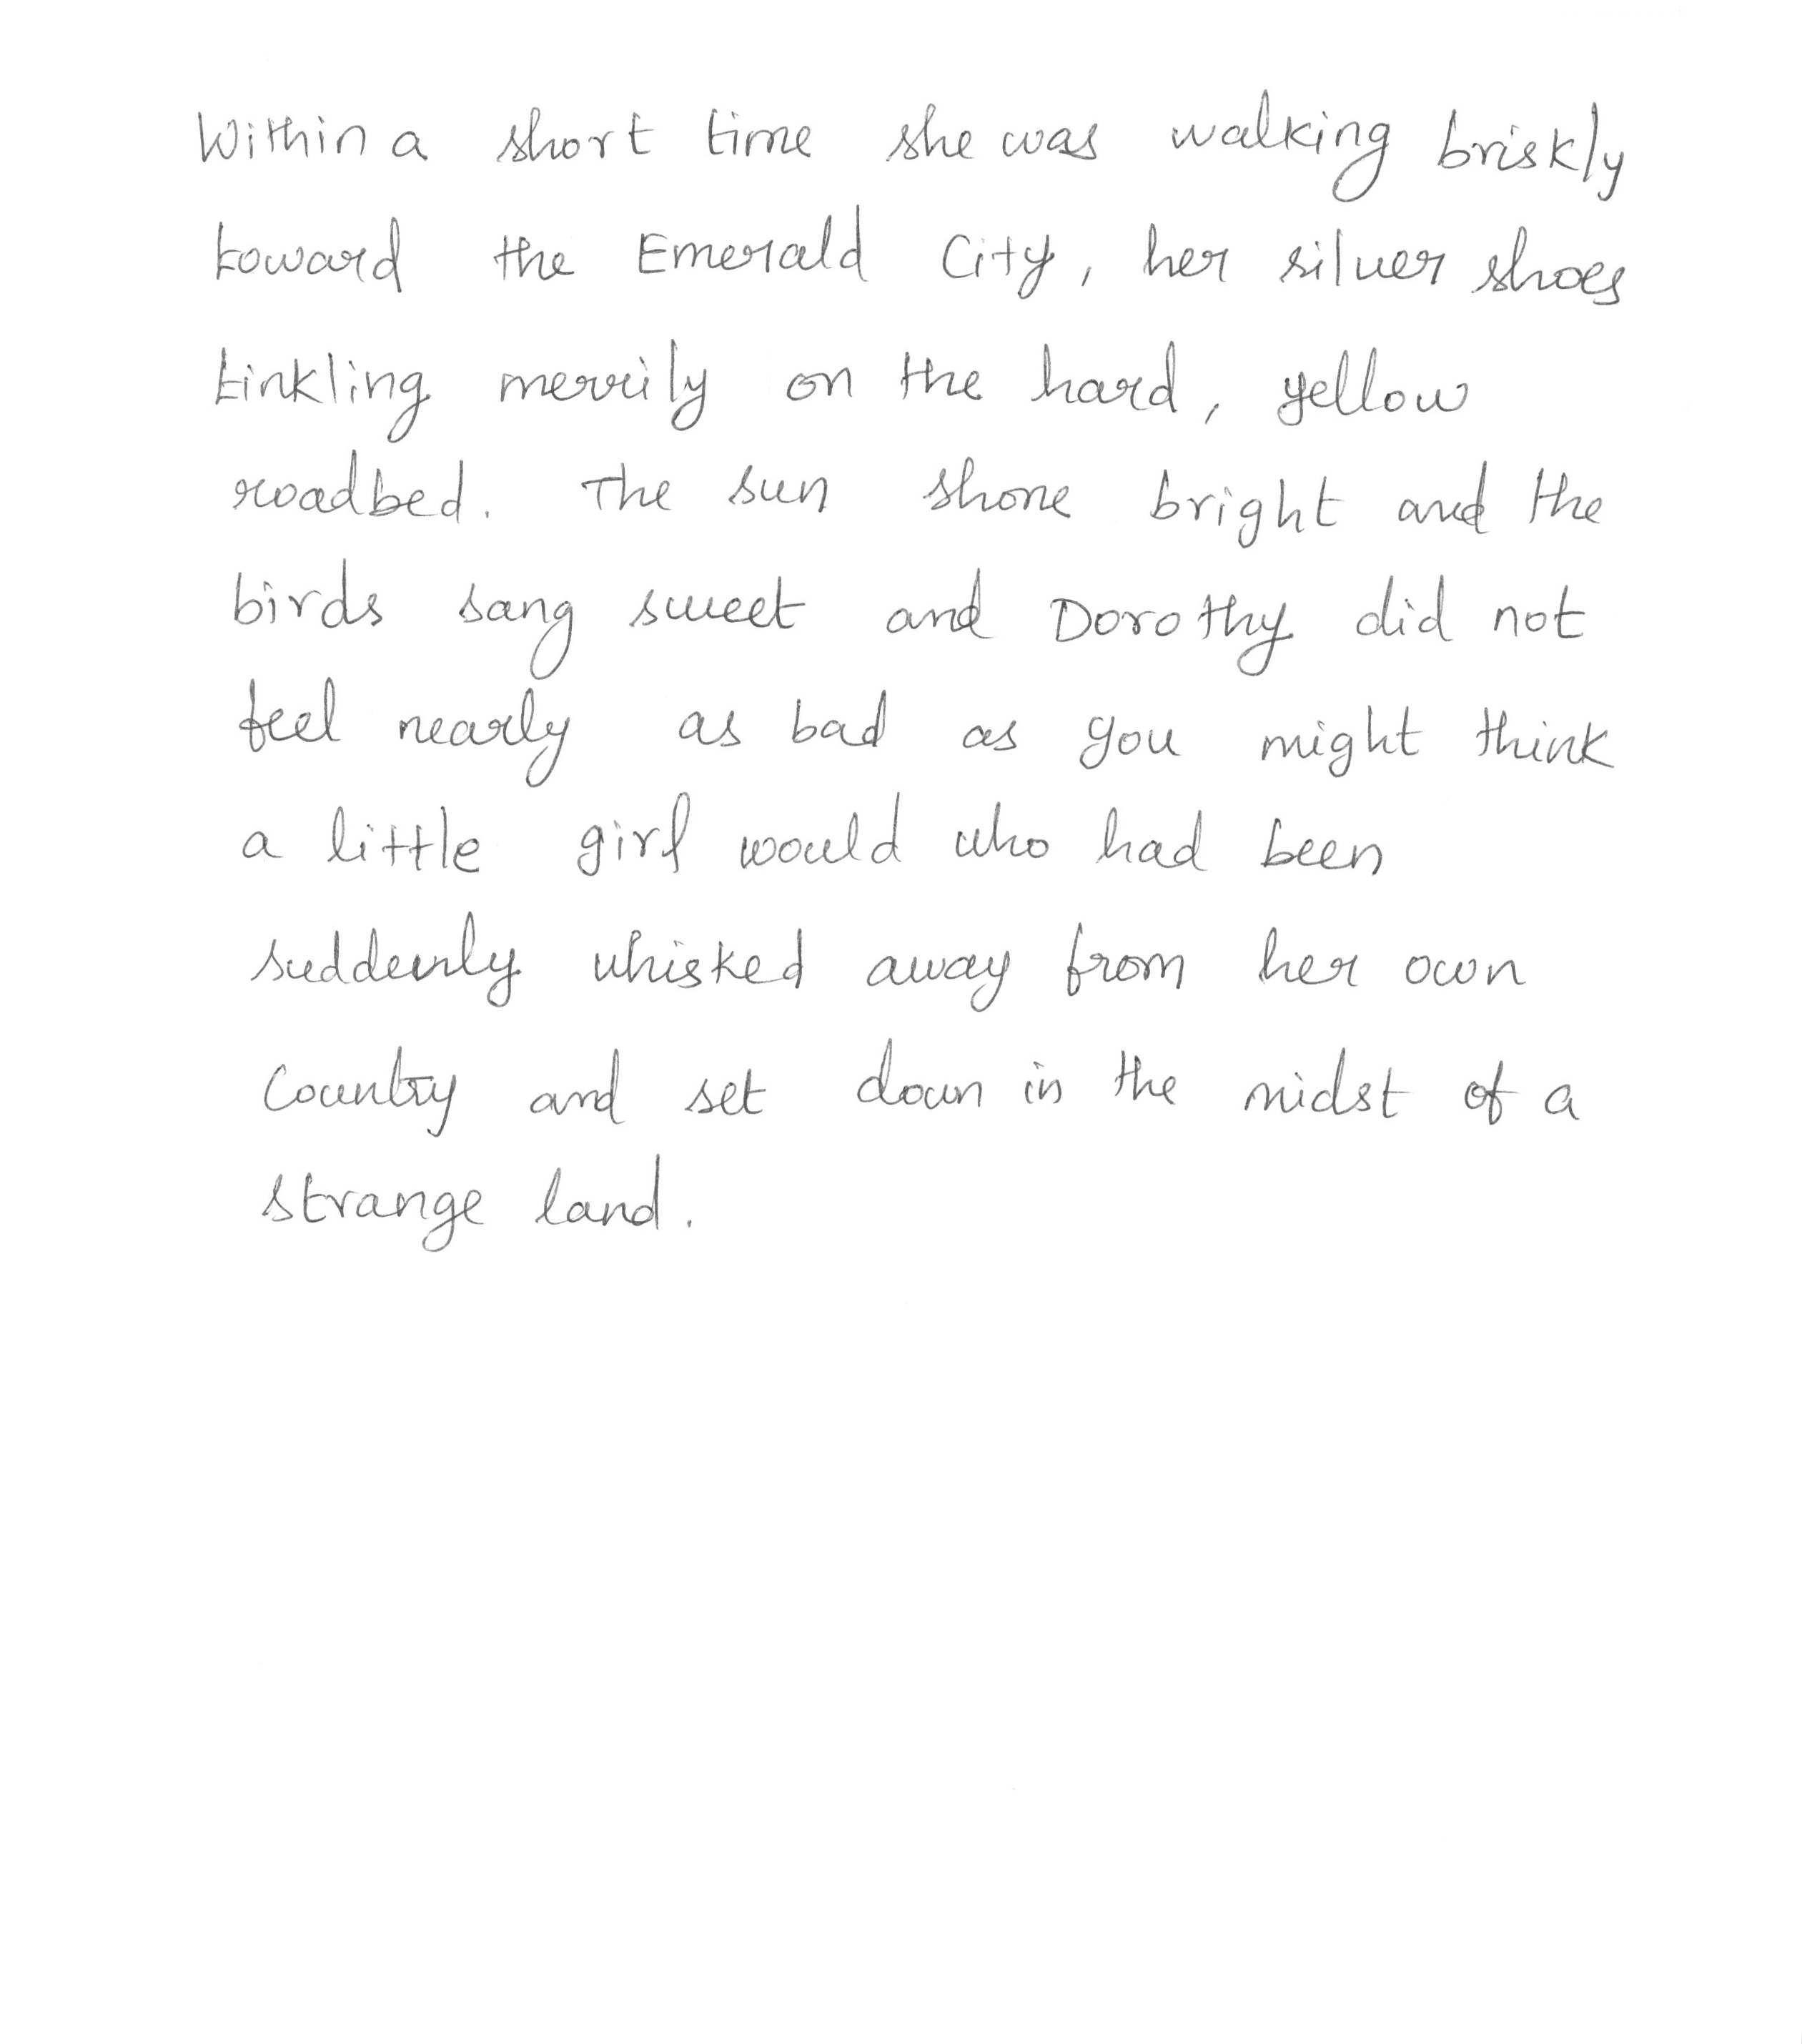 Within a short time she was walking briskly
toward the Emerald City, her silver shoes
tinkling merrily on the hard, yellow
roadbed. The sun shone bright and the
birds sang sweet and Dorothy did not
feel nearly as bad as you might think
a little girl would who had been
suddenly whisked away from her own
country and set down in the midst of a
strange land.